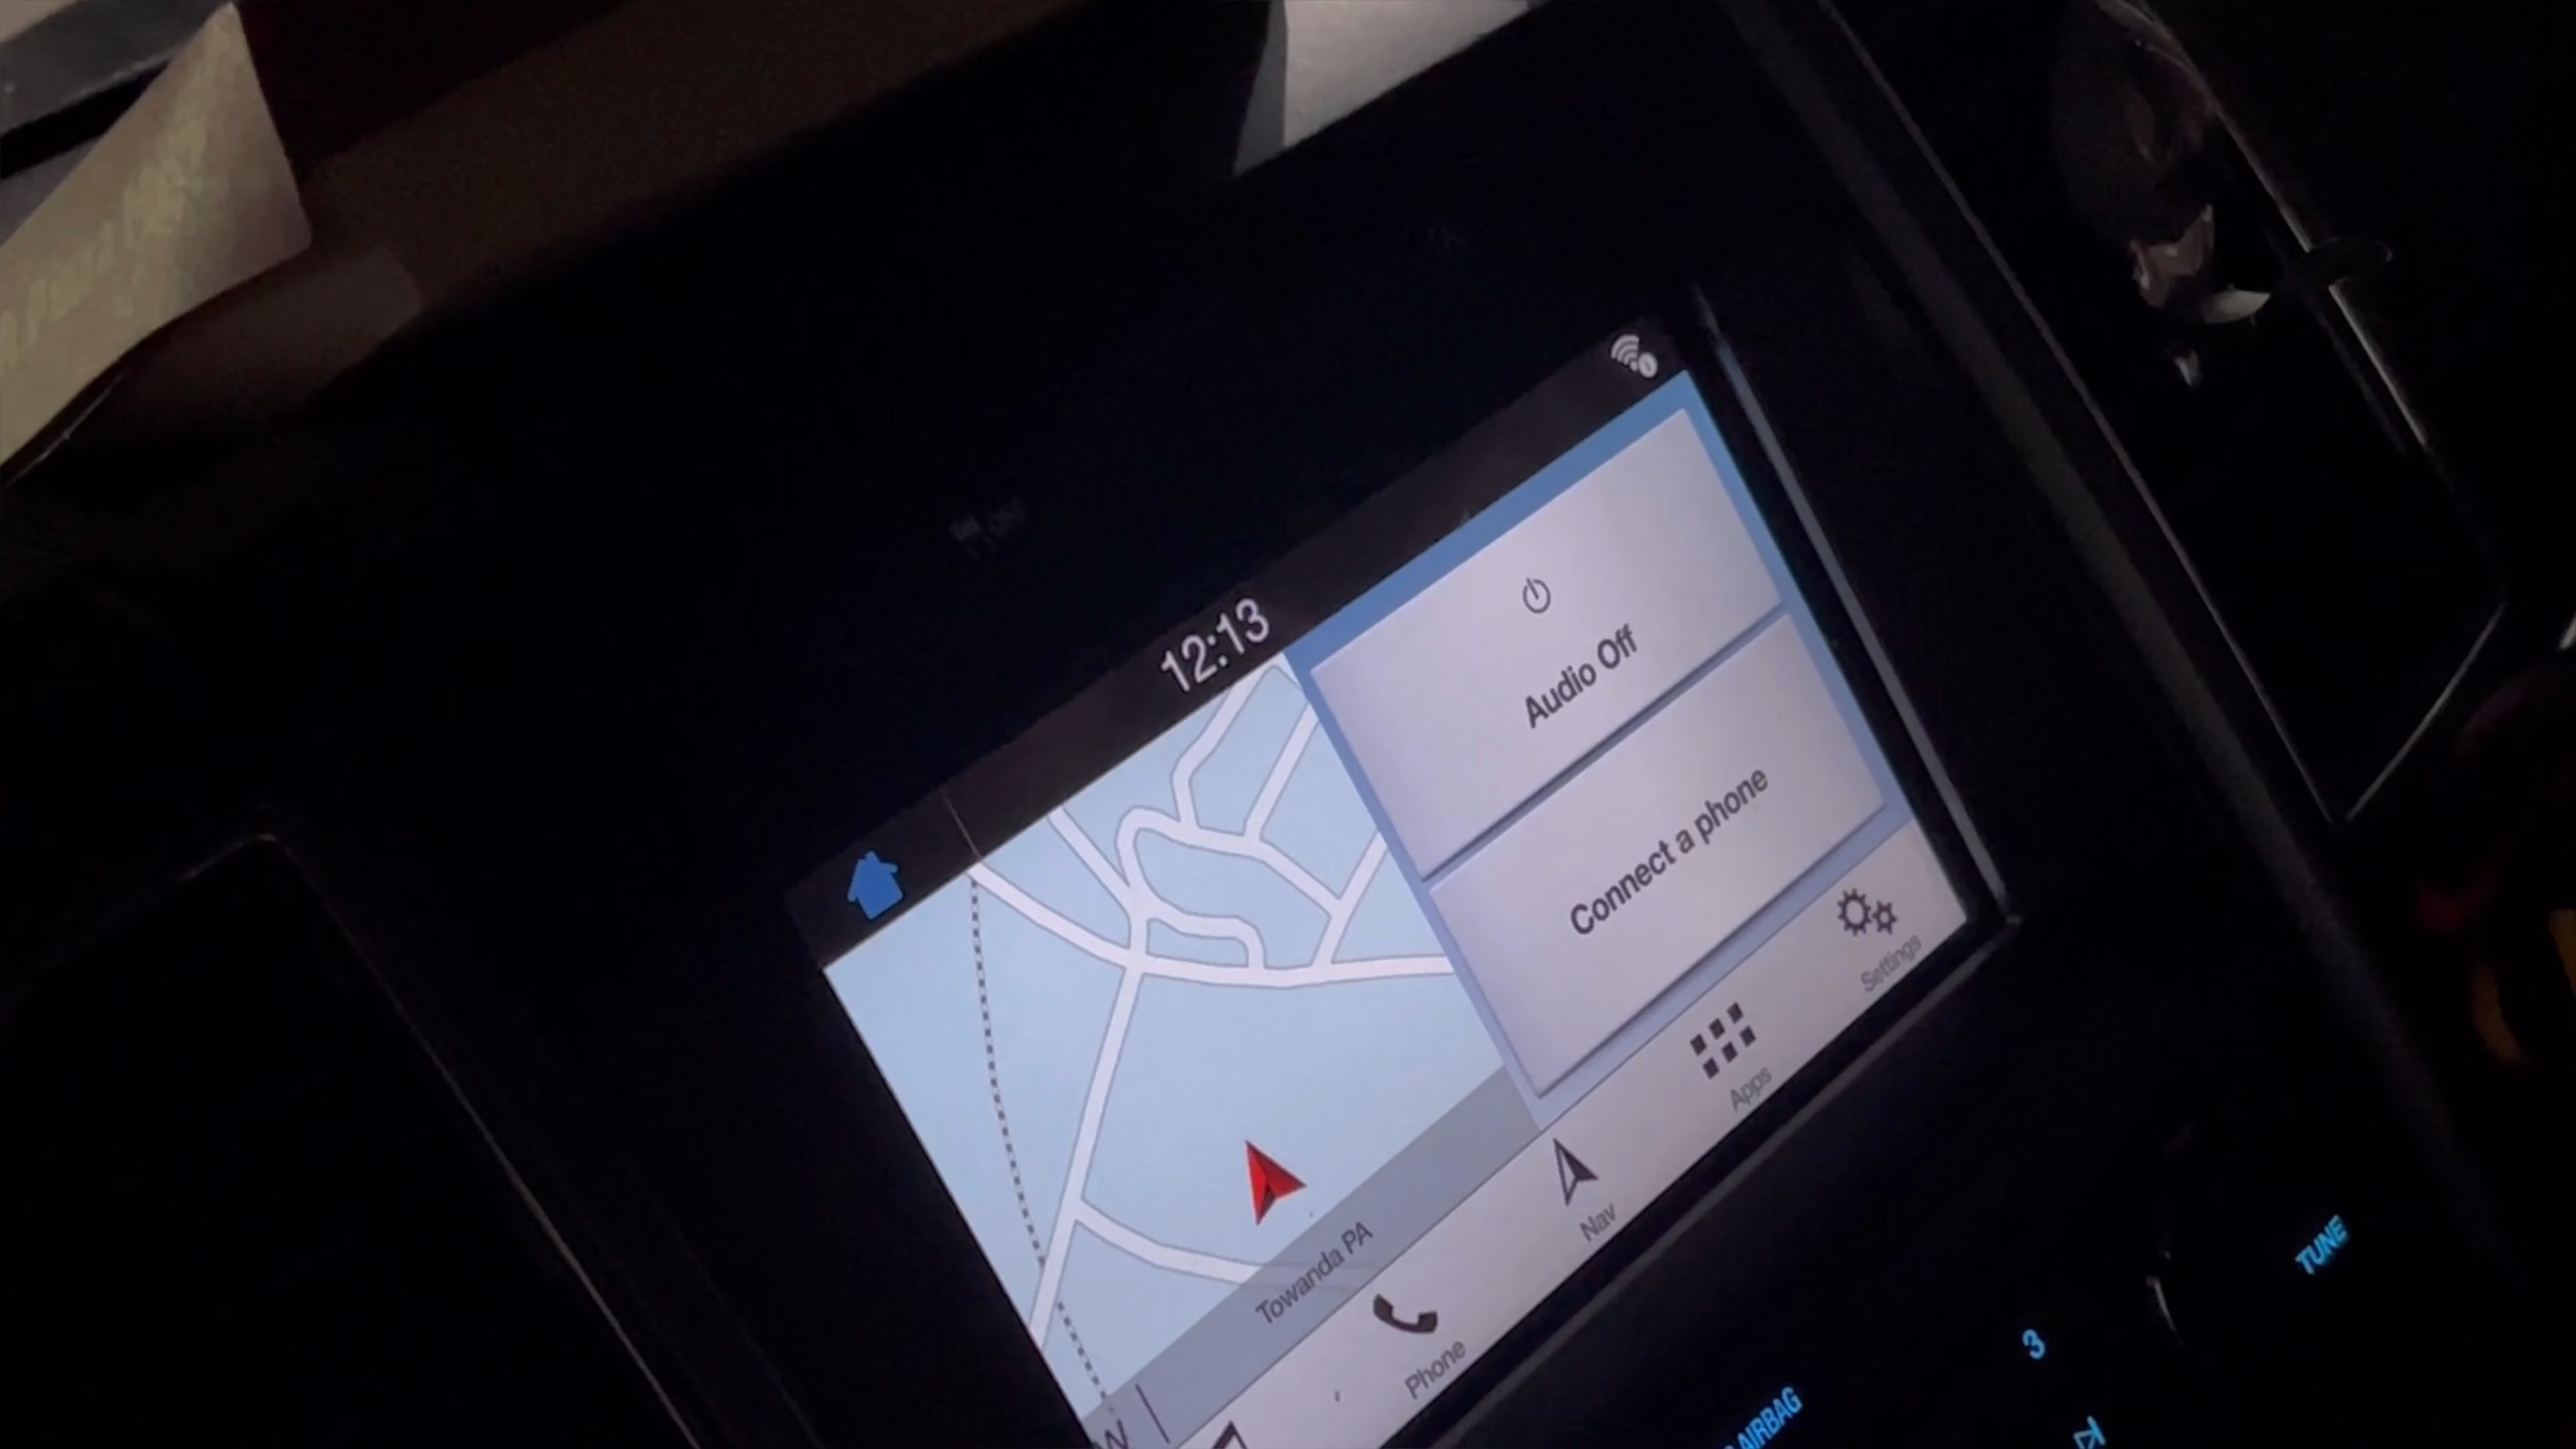 12:13
Audio Off
Connect a phone
Towanda PA
W
Phone
Nav
Apps
Settings
TUNE
3
AIRBAG